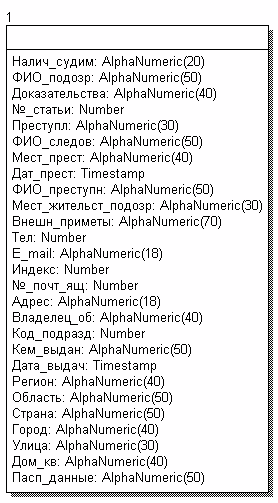 1
Налич_судим: AlphaNumeric(20)
ФИО_подозр: AlphaNumeric(50)
Доказательства: AlphaNumeric(40)
№_статьи: Number
Преступл: AlphaNumeric(30)
ФИО_следов: AlphaNumeric(50)
Мест_прест: AlphaNumeric(40)
Дат_прест: Timestamp
ФИО_преступн: AlphaNumeric(50)
Мест_жительст_подозр: AlphaNumeric(30)
Внешн_приметы: AlphaNumeric(70)
Тел: Number
E_mail: AlphaNumeric(18)
Индекс: Number
№_почт_ящ: Number
Адрес: AlphaNumeric(18)
Владелец_об: AlphaNumeric(40)
Код_подразд: Number
Кем_выдан: AlphaNumeric(50)
Дата_выдач: Timestamp
Регион: AlphaNumeric(40)
Область: AlphaNumeric(50)
Страна: AlphaNumeric(50)
Город: AlphaNumeric(40)
Улица: AlphaNumeric(30)
Дом_кв: AlphaNumeric(40)
Пасп_данные: AlphaNumeric(50)